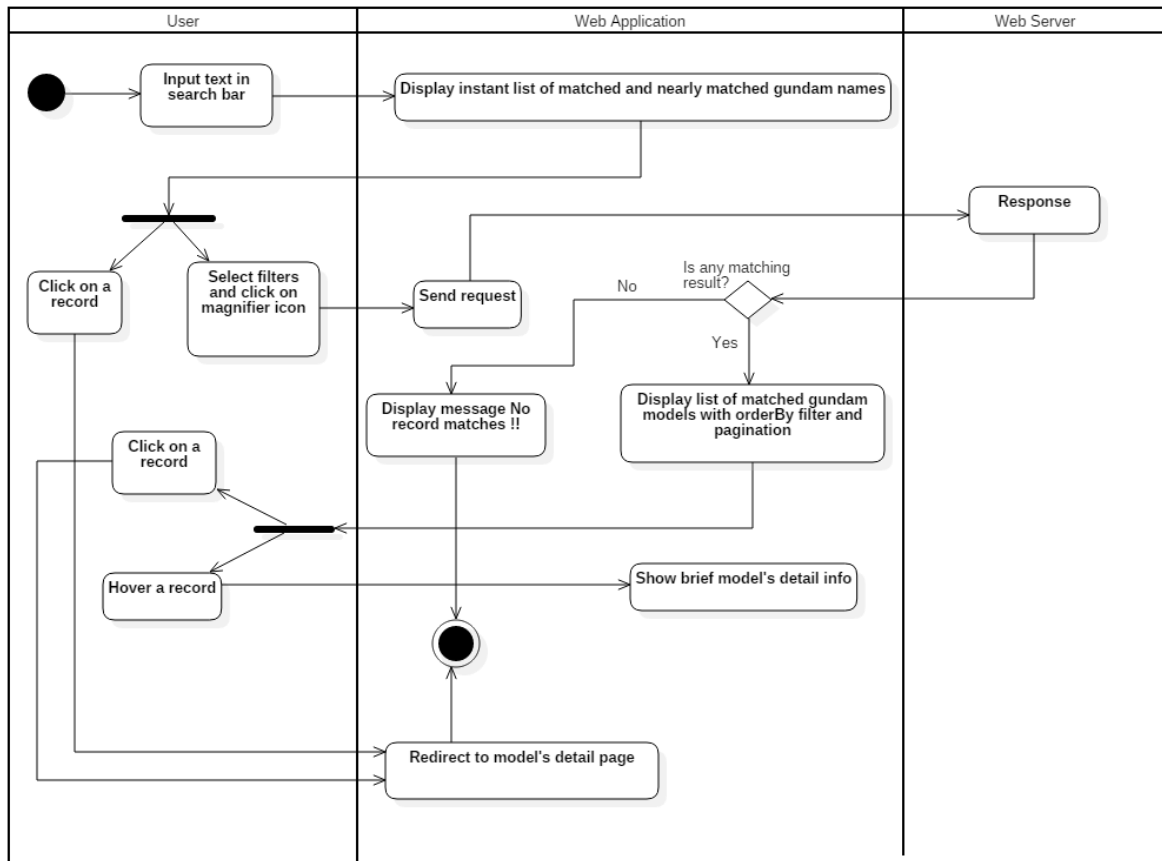 User
Web Application
Web Server
Input text in
search bar
Display instant list of matched and nearly matched gundam names
Response
Click on a
record
Select filters
and click on
magnifier icon
Send request
Is any matching
result?
No
Yes
Display message No
record matches !!
Display list of matched gundam
models with orderBy filter and
pagination
Click on a
record
Hover a record
Show brief model's detail info
Redirect to model's detail page